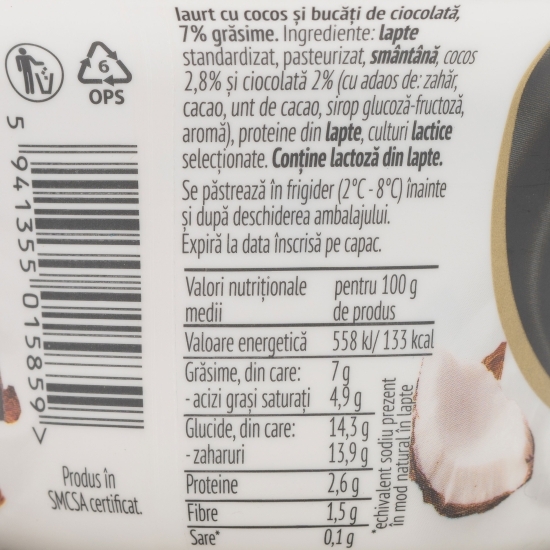 Iaurt cu cocos și bucăți de ciocolată,
7% grăsime. Ingrediente: lapte
standardizat, pasteurizat, smântână, cocos
2,8% și ciocolată 2% (cu adaos de: zahăr,
cacao, unt de cacao, sirop glucoză-fructoză,
aromă), proteine din lapte, culturi lactice
selecționate. Conține lactoză din lapte.
Se păstrează în frigider (2°C - 8°C) înainte
și după deschiderea ambalajului.
Expiră la data înscrisă pe capac.
Valori nutriționale pentru 100 g
medii de produs
Valoare energetică 558 kJ/ 133 kcal
Grăsime, din care: 7 g
- acizi grași saturați 4,9 g
Glucide, din care: 14,3 g
- zaharuri 13,9 g
Proteine 2,6 g
Fibre 1,5 g
Sare* 0,1 g
*echivalent sodiu prezent
în mod natural în lapte
6
OPS
5 941355 015859 >
Produs în
SMCSA certificat.